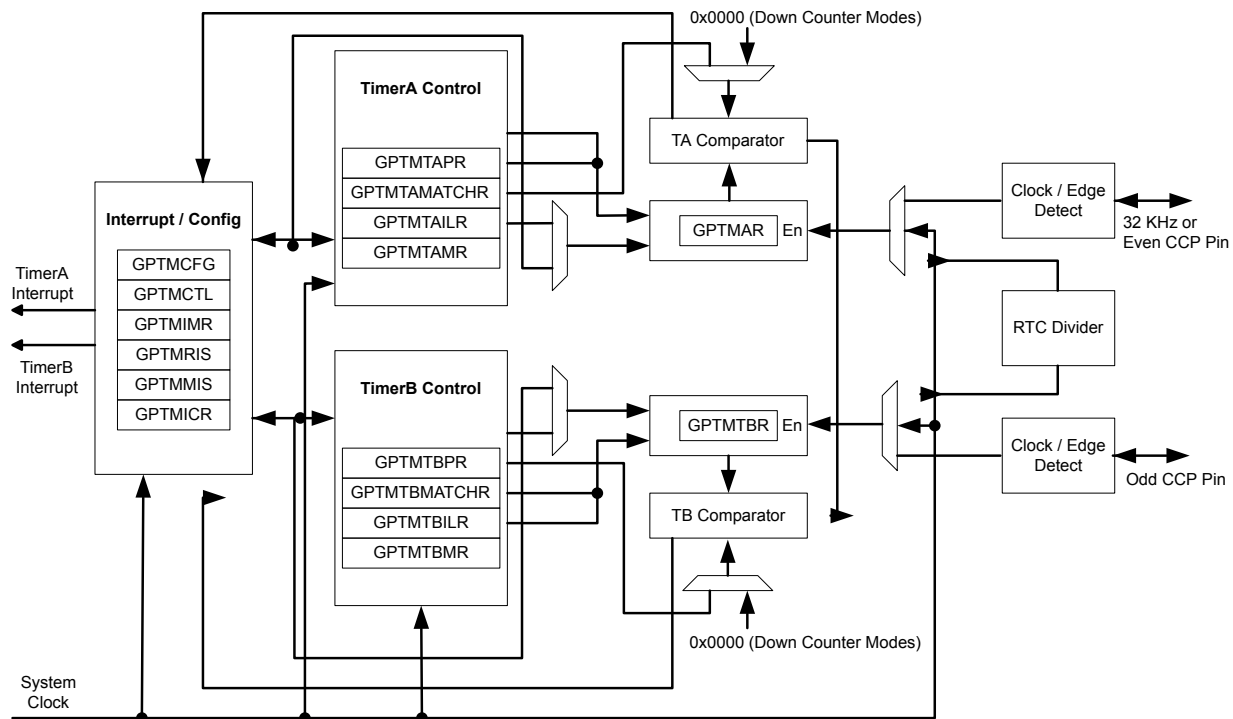 0x0000 (Down Counter Modes)
TimerA Control
GPTMTAPR
GPTMTAMATCHR
GPTMTAILR
GPTMTAMR
TA Comparator
GPTMAR
En
Clock / Edge
Detect
32 KHz or
Even CCP Pin
RTC Divider
Interrupt / Config
GPTMCFG
GPTMCTL
GPTMIMR
GPTMRIS
GPTMMIS
GPTMICR
TimerA
Interrupt
TimerB
Interrupt
TimerB Control
GPTMTBPR
GPTMTBMATCHR
GPTMTBILR
GPTMTBMR
GPTMTBR
En
TB Comparator
Clock / Edge
Detect
Odd CCP Pin
0x0000 (Down Counter Modes)
System
Clock